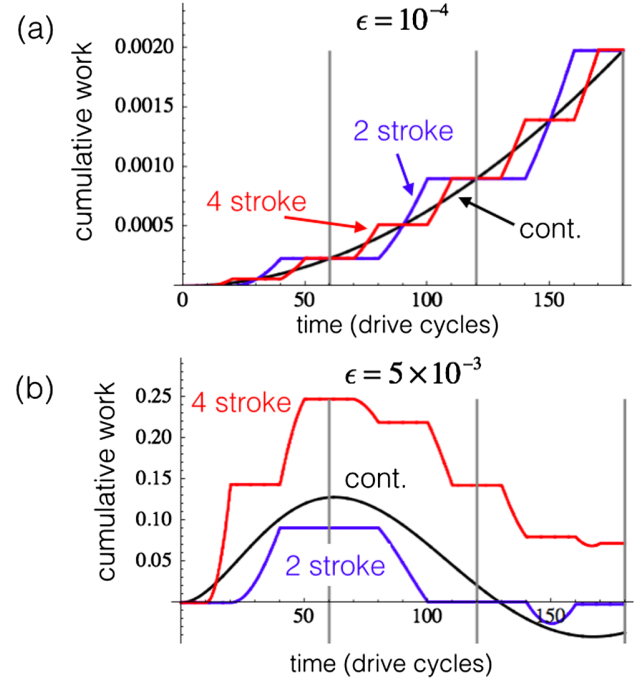 (a)
ϵ = 10⁻⁴
cumulative work
0.0020
0.0015
0.0010
0.0005
2 stroke
4 stroke
cont.
0 50 100 150
time (drive cycles)
(b)
ϵ = 5×10⁻³
cumulative work
0.25
0.20
0.15
0.10
0.05
4 stroke
cont.
2 stroke
50 100 150
time (drive cycles)